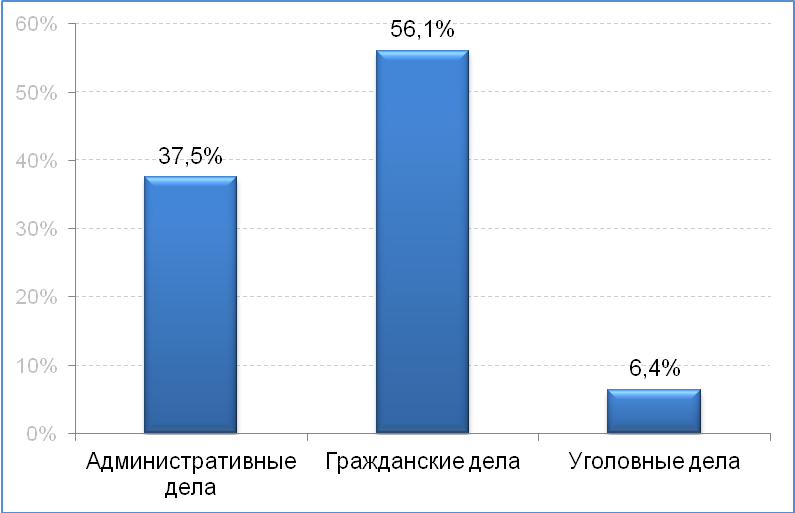 60%
50%
40%
30%
20%
10%
0%
37,5%
56,1%
6,4%
Административные
дела
Гражданские дела
Уголовные дела